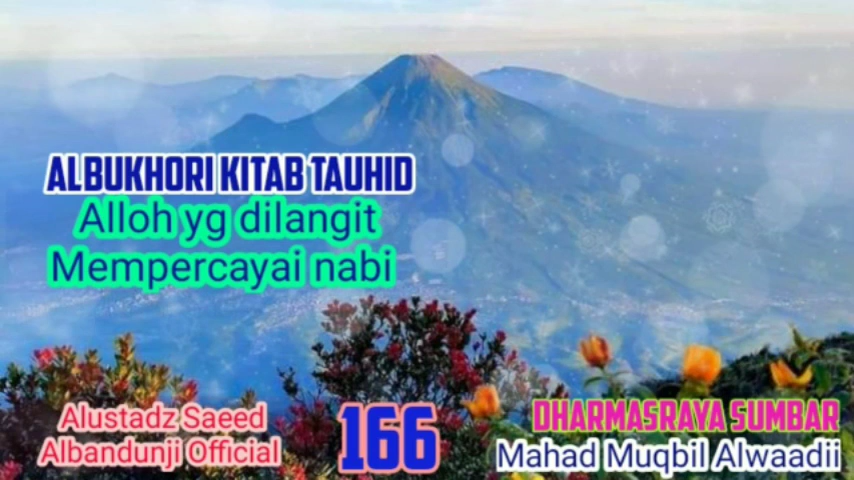 ALBUKHORI KITAB TAUHID
Alloh yg dilangit
Mempercayai nabi
Alustadz Saeed
Albandunji Official
166
DHARMASRAYA SUMBAR
Mahad Muqbil Alwaadii